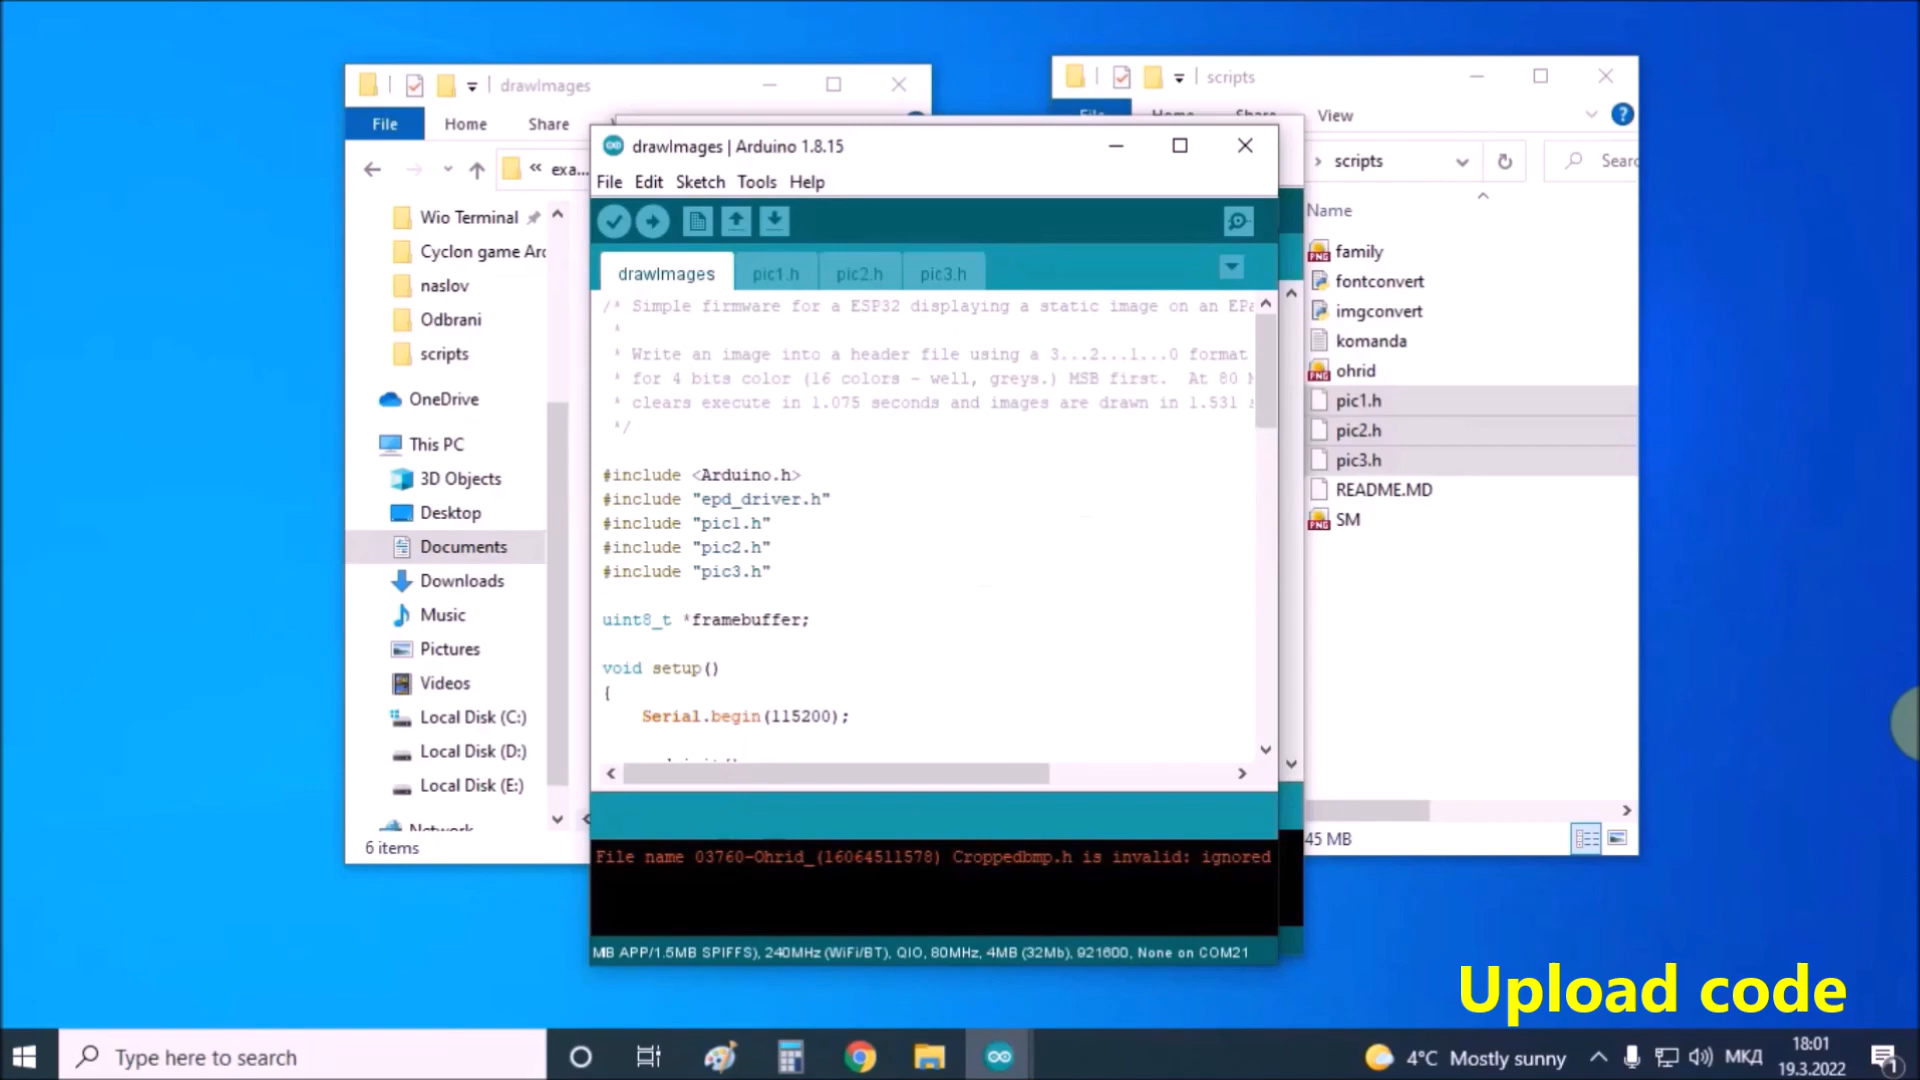 drawImages
File
Home
Share
exa...
Wio Terminal
Cyclon game Arc
naslov
Odbrani
scripts
OneDrive
This PC
3D Objects
Desktop
Documents
Downloads
Music
Pictures
Videos
Local Disk (C:)
Local Disk (D:)
Local Disk (E:)
Network
6 items
drawImages | Arduino 1.8.15
File Edit Sketch Tools Help
drawImages pic1.h pic2.h pic3.h
/* Simple firmware for a ESP32 displaying a static image on an EPa
*
* Write an image into a header file using a 3...2...1...0 format
* for 4 bits color (16 colors - well, greys.) MSB first. At 80 M
* clears execute in 1.075 seconds and images are drawn in 1.531 s
*/
#include <Arduino.h>
#include "epd_driver.h"
#include "pic1.h"
#include "pic2.h"
#include "pic3.h"
uint8_t *framebuffer;
void setup()
{
Serial.begin(115200);
File name 03760-Ohrid_(16064511578) Croppedbmp.h is invalid: ignored
MB APP/1.5MB SPIFFS), 240MHz (WiFi/BT), QIO, 80MHz, 4MB (32Mb), 921600, None on COM21
scripts
File
Home
Share
View
scripts
Searc
Name
family
fontconvert
imgconvert
komanda
ohrid
pic1.h
pic2.h
pic3.h
README.MD
SM
45 MB
Upload code
Type here to search
4°C Mostly sunny
МКД
18:01
19.3.2022
1